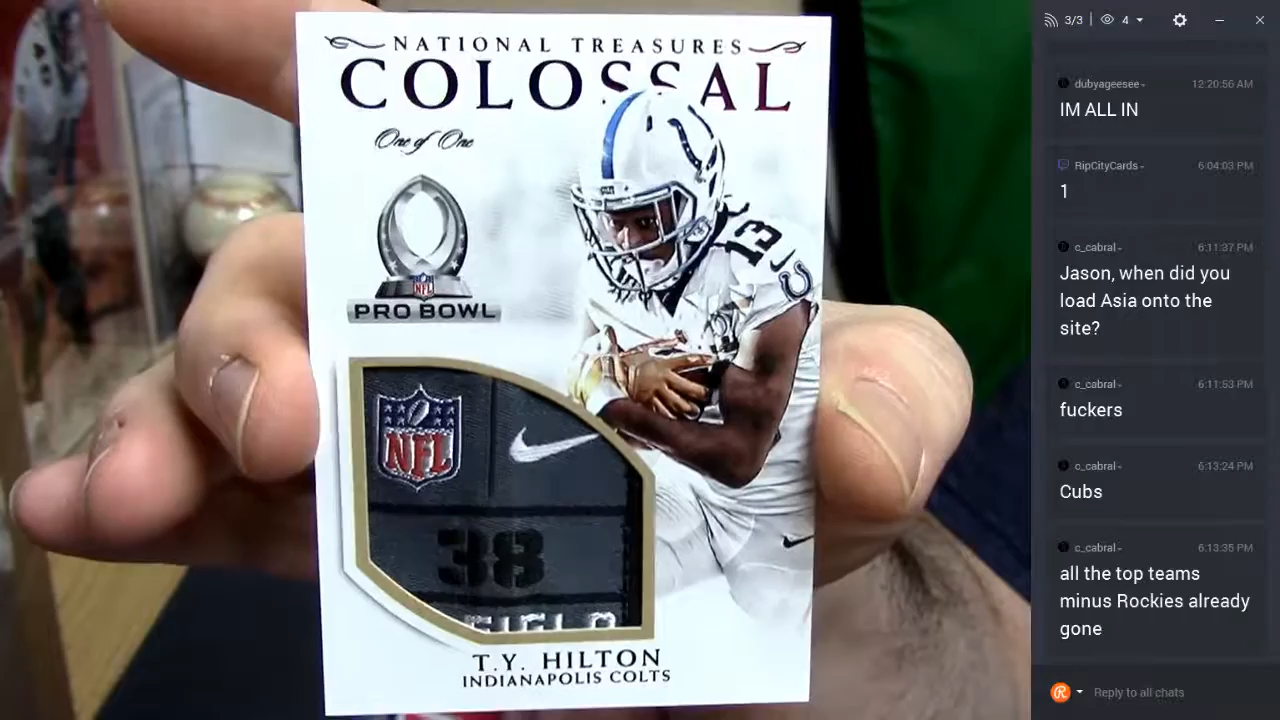 NATIONAL TREASURES
COLOSSAL
One of One
NFL
PRO BOWL
13
NFL
38
FIELD
T.Y. HILTON
INDIANAPOLIS COLTS
3/3
4
dubyageesee
12:20:56 AM
IM ALL IN
RipCityCards
6:04:03 PM
1
c_cabral
6:11:37 PM
Jason, when did you
load Asia onto the
site?
c_cabral
6:11:53 PM
fuckers
c_cabral
6:13:24 PM
Cubs
c_cabral
6:13:35 PM
all the top teams
minus Rockies already
gone
Reply to all chats